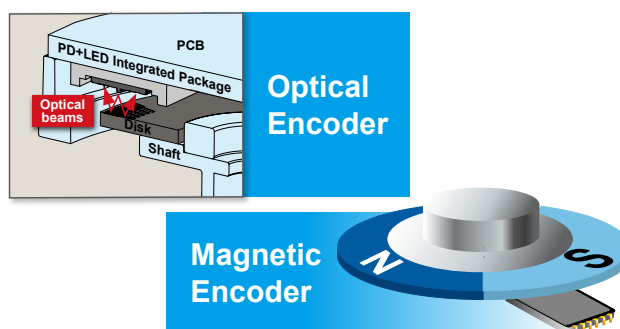 PCB
PD+LED Integrated Package
Optical
beams
Disk
Shaft
Optical
Encoder
Magnetic
Encoder
N
S